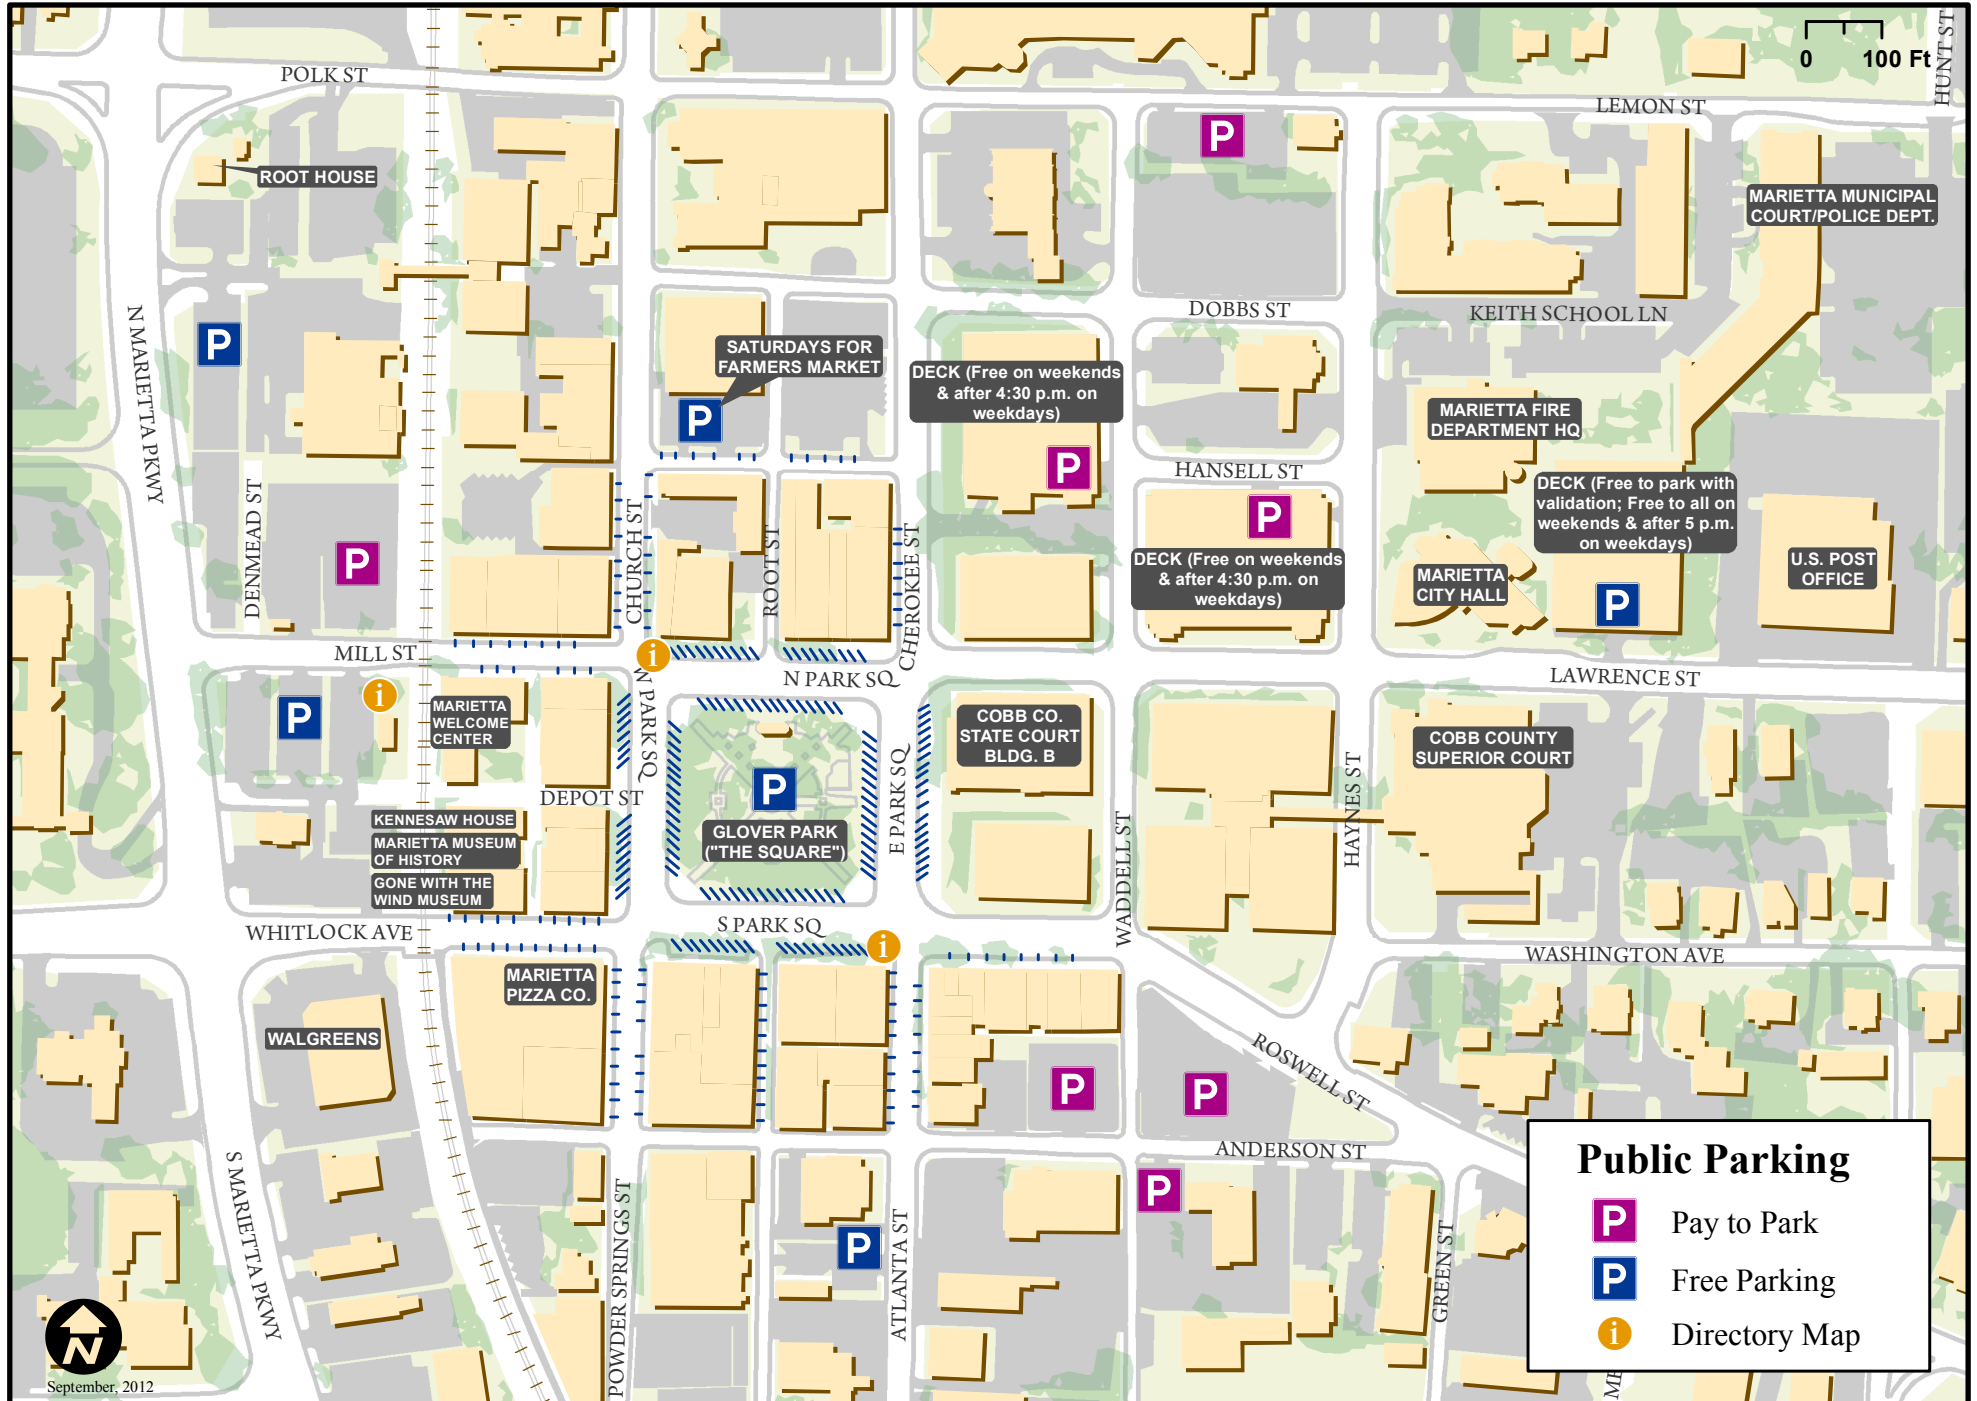 0 100 Ft
HUNT ST
POLK ST
LEMON ST
P
ROOT HOUSE
MARIETTA MUNICIPAL
COURT/POLICE DEPT.
N MARIETTA PKWY
DOBBS ST
KEITH SCHOOL LN
P
SATURDAYS FOR
FARMERS MARKET
P
DECK (Free on weekends
& after 4:30 p.m. on
weekdays)
P
MARIETTA FIRE
DEPARTMENT HQ
HANSELL ST
P
DECK (Free on weekends
& after 4:30 p.m. on
weekdays)
DECK (Free to park with
validation; Free to all on
weekends & after 5 p.m.
on weekdays)
P
DENMEAD ST
P
CHURCH ST
ROOT ST
CHEROKEE ST
MARIETTA
CITY HALL
U.S. POST
OFFICE
MILL ST
i
N PARK SQ
LAWRENCE ST
P
i
MARIETTA
WELCOME
CENTER
W PARK SQ
P
GLOVER PARK
("THE SQUARE")
E PARK SQ
COBB CO.
STATE COURT
BLDG. B
COBB COUNTY
SUPERIOR COURT
DEPOT ST
KENNESAW HOUSE
MARIETTA MUSEUM
OF HISTORY
GONE WITH THE
WIND MUSEUM
WADDELL ST
HAYNES ST
WHITLOCK AVE
S PARK SQ
i
WASHINGTON AVE
MARIETTA
PIZZA CO.
WALGREENS
P
P
ROSWELL ST
ANDERSON ST
P
S MARIETTA PKWY
POWDER SPRINGS ST
P
ATLANTA ST
GREEN ST
ME
N
September, 2012
Public Parking
P Pay to Park
P Free Parking
i Directory Map